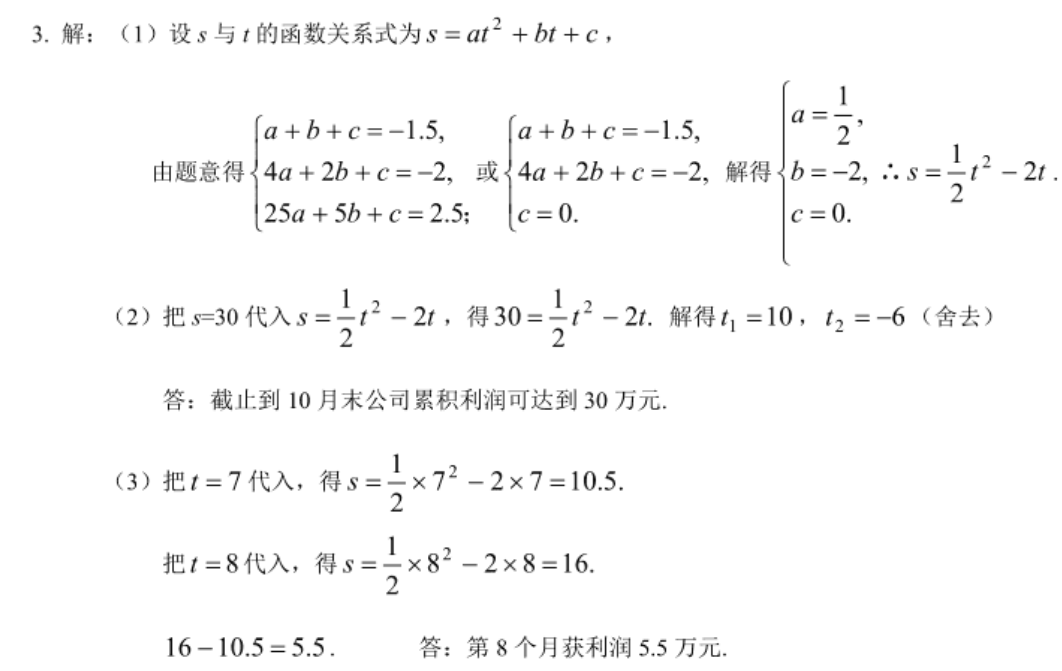 3. 解：（1）设 s 与 t 的函数关系式为 s = at² + bt + c，
由题意得 {a + b + c = −1.5, 4a + 2b + c = −2, 25a + 5b + c = 2.5; 或 {a + b + c = −1.5, 4a + 2b + c = −2, c = 0. 解得 {a = 1/2, b = −2, c = 0. ∴ s = 1/2 t² − 2t .
（2）把 s=30 代入 s = 1/2 t² − 2t，得 30 = 1/2 t² − 2t. 解得 t₁ = 10， t₂ = −6（舍去）
答：截止到 10 月末公司累积利润可达到 30 万元.
（3）把 t = 7 代入，得 s = 1/2 × 7² − 2 × 7 = 10.5.
把 t = 8 代入，得 s = 1/2 × 8² − 2 × 8 = 16.
16 − 10.5 = 5.5 . 答：第 8 个月获利润 5.5 万元.